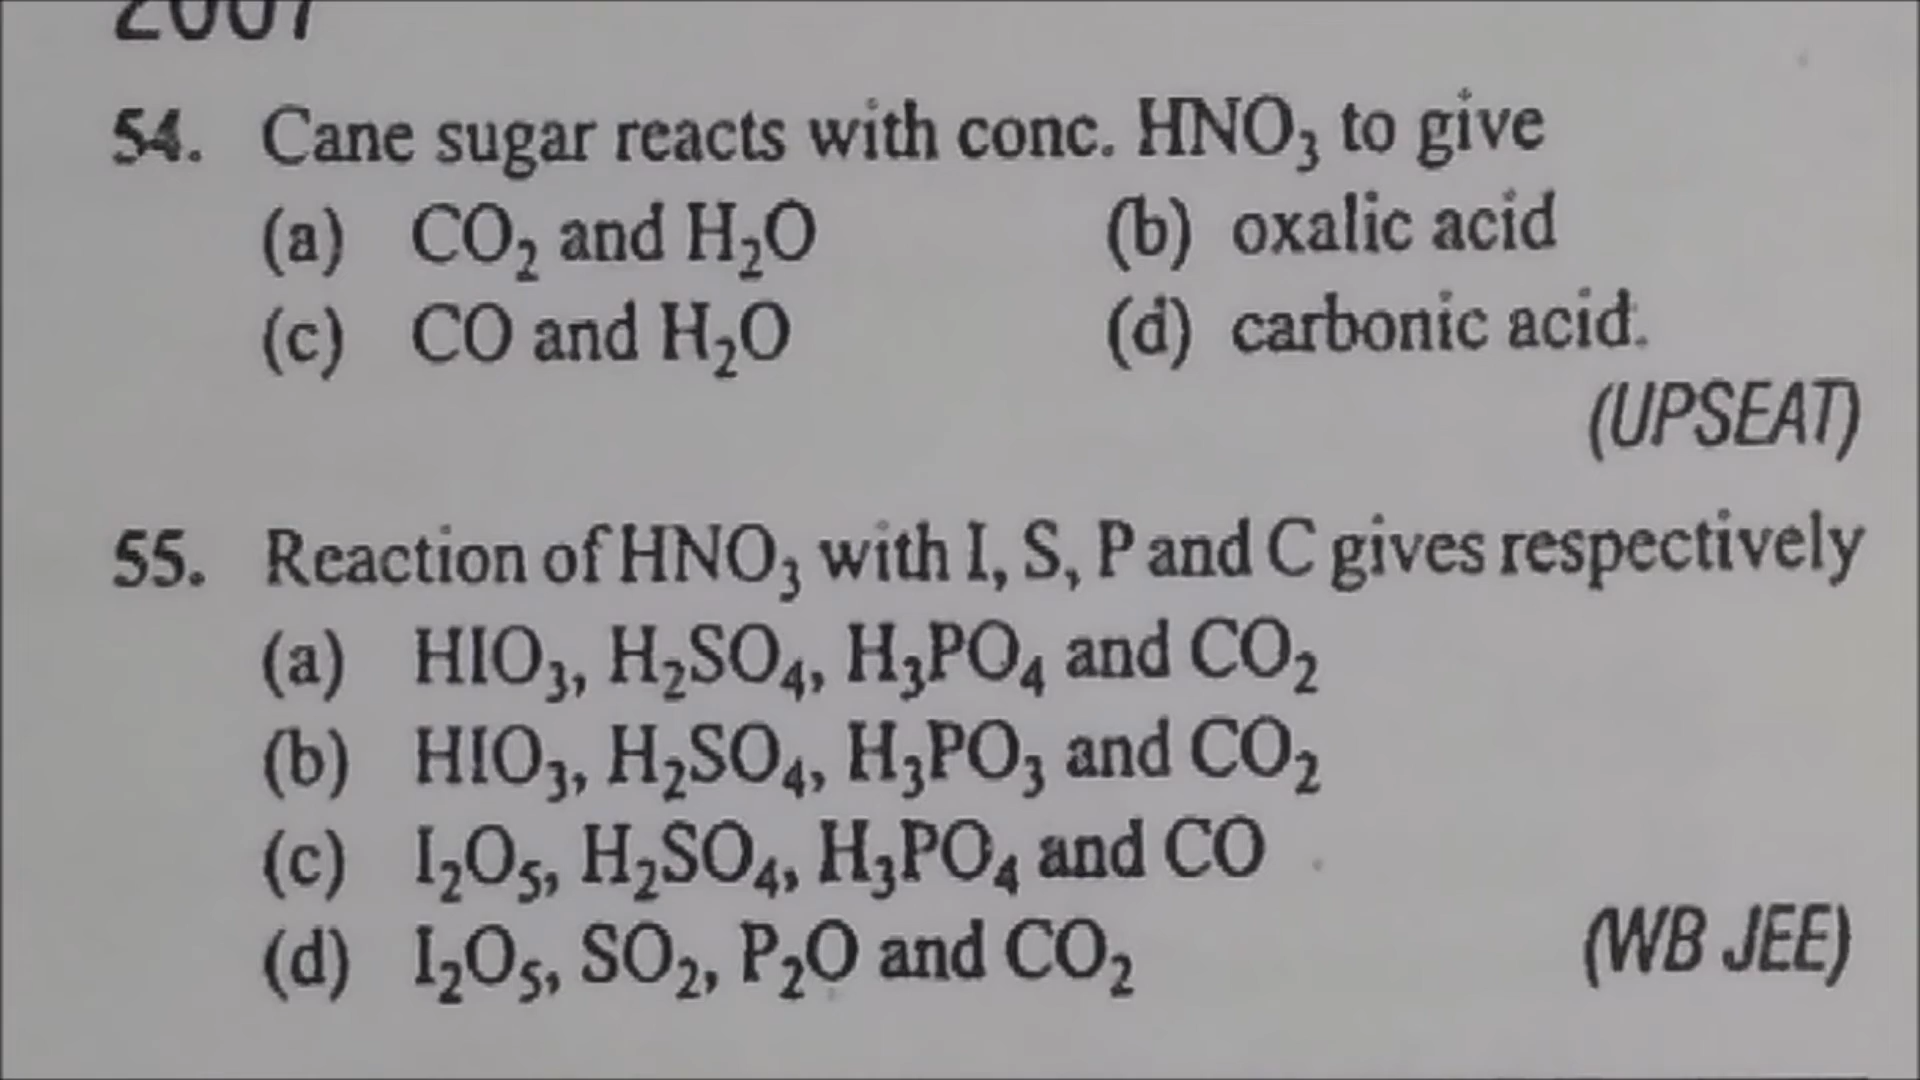 2007
54. Cane sugar reacts with conc. HNO₃ to give
(a) CO₂ and H₂O (b) oxalic acid
(c) CO and H₂O (d) carbonic acid.
(UPSEAT)
55. Reaction of HNO₃ with I, S, P and C gives respectively
(a) HIO₃, H₂SO₄, H₃PO₄ and CO₂
(b) HIO₃, H₂SO₄, H₃PO₃ and CO₂
(c) I₂O₅, H₂SO₄, H₃PO₄ and CO
(d) I₂O₅, SO₂, P₂O and CO₂ (WB JEE)